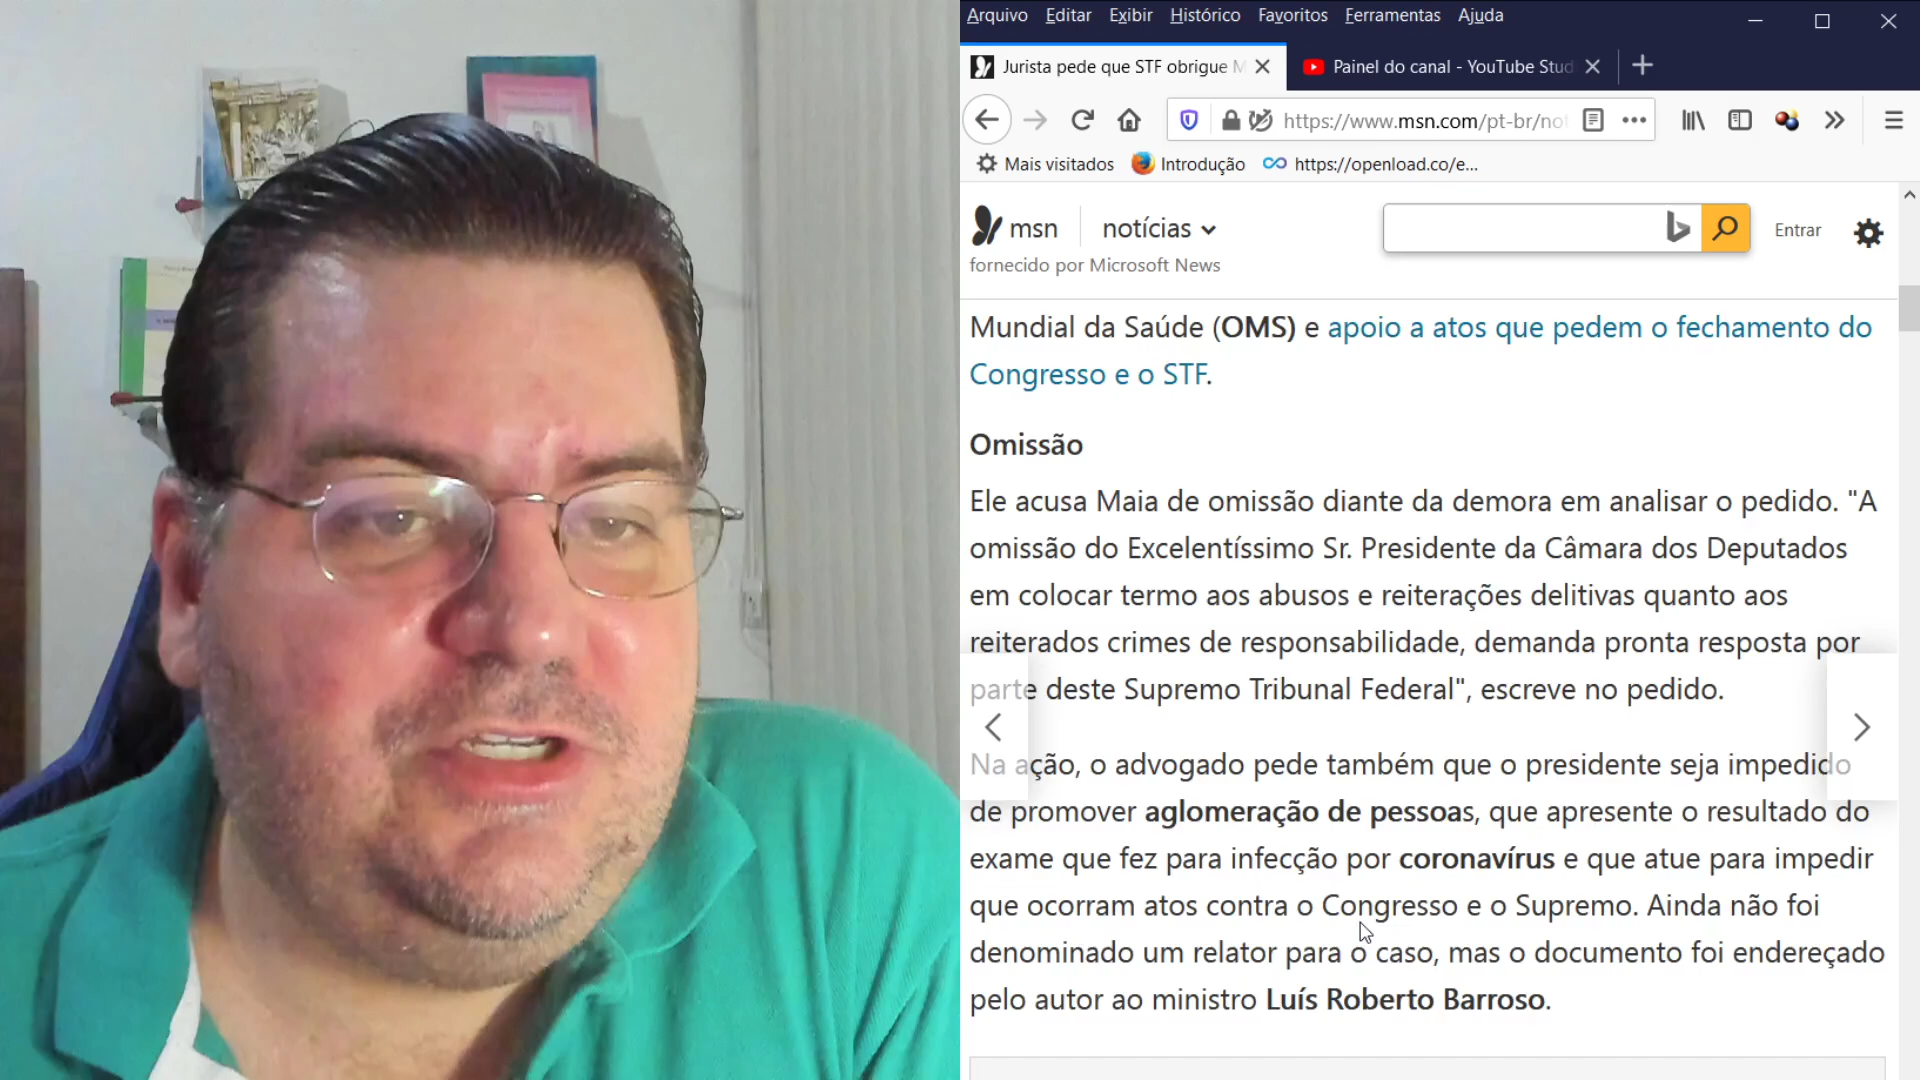 Arquivo Editar Exibir Histórico Favoritos Ferramentas Ajuda
Jurista pede que STF obrigue M
Painel do canal - YouTube Stud
https://www.msn.com/pt-br/not
Mais visitados Introdução https://openload.co/e...
msn notícias
Entrar
fornecido por Microsoft News
Mundial da Saúde (OMS) e apoio a atos que pedem o fechamento do
Congresso e o STF.
Omissão
Ele acusa Maia de omissão diante da demora em analisar o pedido. "A
omissão do Excelentíssimo Sr. Presidente da Câmara dos Deputados
em colocar termo aos abusos e reiterações delitivas quanto aos
reiterados crimes de responsabilidade, demanda pronta resposta por
parte deste Supremo Tribunal Federal", escreve no pedido.
Na ação, o advogado pede também que o presidente seja impedido
de promover aglomeração de pessoas, que apresente o resultado do
exame que fez para infecção por coronavírus e que atue para impedir
que ocorram atos contra o Congresso e o Supremo. Ainda não foi
denominado um relator para o caso, mas o documento foi endereçado
pelo autor ao ministro Luís Roberto Barroso.